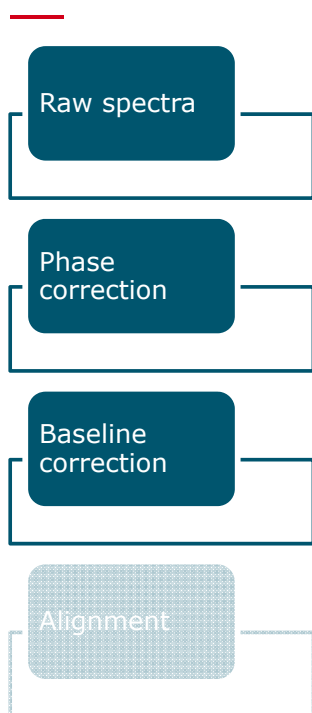 Raw spectra
Phase
correction
Baseline
correction
Alignment